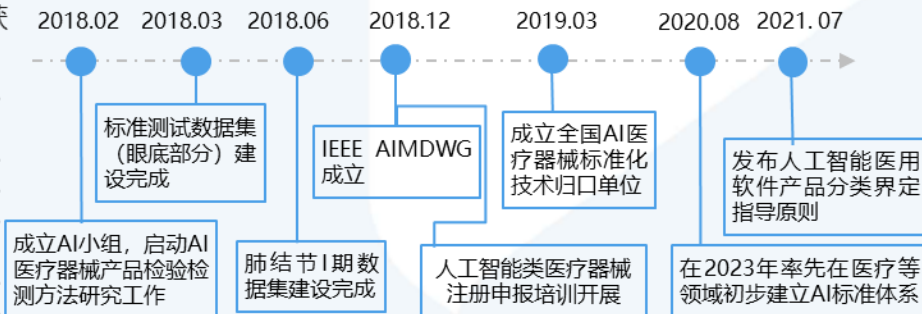 获
2018.02 2018.03 2018.06 2018.12 2019.03 2020.08 2021.07
标准测试数据集
（眼底部分）建
设完成
IEEE AIMDWG
成立
成立全国AI医
疗器械标准化
技术归口单位
发布人工智能医用
软件产品分类界定
指导原则
成立AI小组，启动AI
医疗器械产品检验检
测方法研究工作
肺结节I期数
据集建设完成
人工智能类医疗器械
注册申报培训开展
在2023年率先在医疗等
领域初步建立AI标准体系